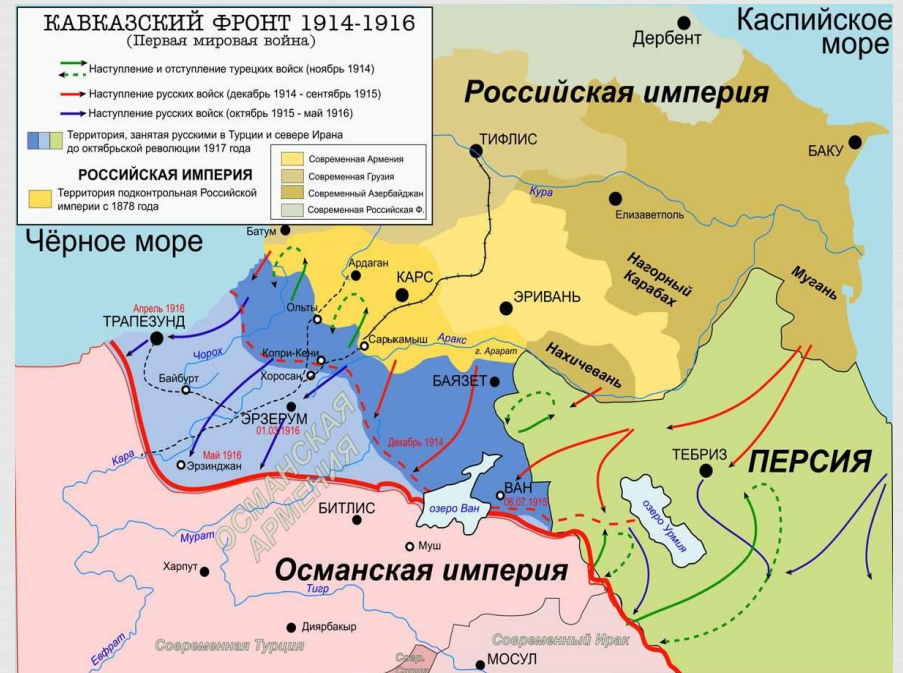 КАВКАЗСКИЙ ФРОНТ 1914-1916
(Первая мировая война)
Наступление и отступление турецких войск (ноябрь 1914)
Наступление русских войск (декабрь 1914 - сентябрь 1915)
Наступление русских войск (октябрь 1915 - май 1916)
Территория, занятая русскими в Турции и севере Ирана
до октябрьской революции 1917 года
РОССИЙСКАЯ ИМПЕРИЯ
Территория подконтрольная Российской
империи с 1878 года
Современная Армения
Современная Грузия
Современный Азербайджан
Современная Российская Ф.
Каспийское
море
Дербент
Российская империя
ТИФЛИС
БАКУ
Кура
Елизаветполь
Чёрное море
Батум
Ардаган
КАРС
Нагорный
Карабах
Мугань
ЭРИВАНЬ
Апрель 1916
ТРАПЕЗУНД
Ольты
Сарыкамыш
Аракс
г. Арарат
Нахичевань
Чорох
Копри-Кени
Хоросан
Байбурт
БАЯЗЕТ
ЭРЗЕРУМ
01.03.1916
Декабрь 1914
Кара
Май 1916
Эрзинджан
ОСМАНСКАЯ
АРМЕНИЯ
ТЕБРИЗ
ПЕРСИЯ
ВАН
06.07.1915
озеро Ван
озеро Урмия
БИТЛИС
Мурат
Муш
Харпут
Османская империя
Тигр
Диярбакыр
Евфрат
Современная Турция
Современный Ирак
Совр.
МОСУЛ